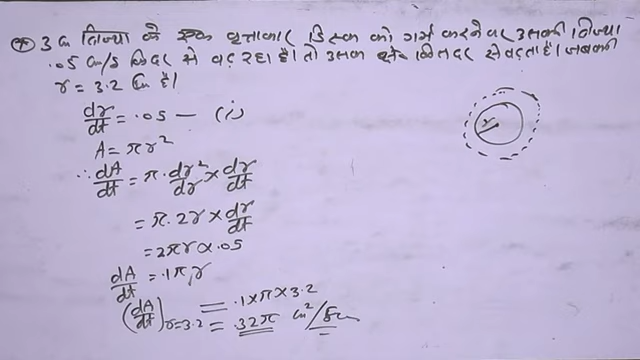 3 cm त्रिज्या के एक वृत्ताकार डिस्क को गर्म करने पर उसकी त्रिज्या
.05 cm/s की दर से बढ़ रहा है। तो उसका क्षे० किस दर से बढ़ता है। जबकी
r = 3.2 cm है।
dr/dt = .05 — (i)
A = πr²
∴ dA/dt = π · dr²/dr × dr/dt
= π · 2r × dr/dt
= 2πr × .05
dA/dt = .1πr
= .1 × π × 3.2
(dA/dt)r=3.2 = .32π cm²/Sec
r